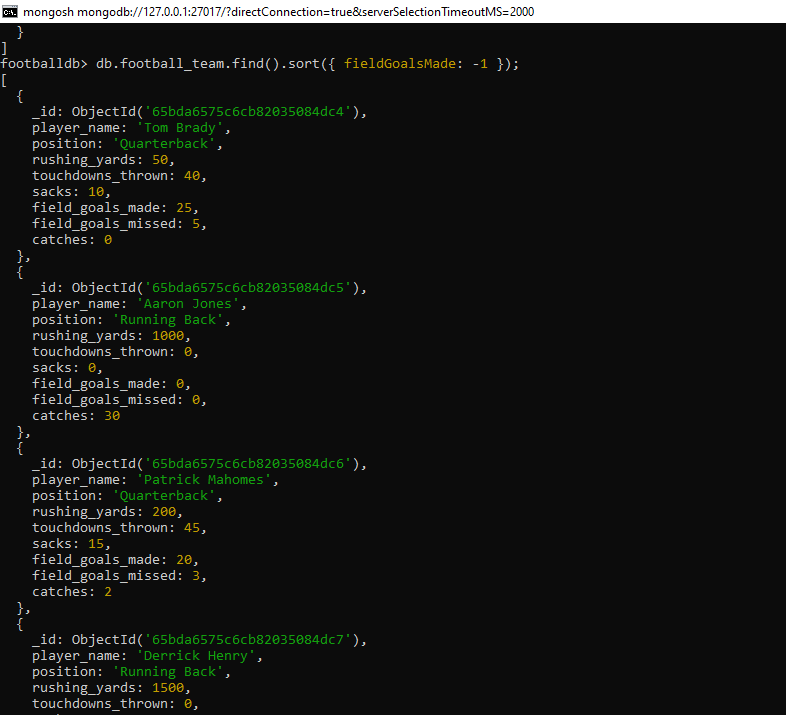 mongosh mongodb://127.0.0.1:27017/?directConnection=true&serverSelectionTimeoutMS=2000
  }
]
footballdb> db.football_team.find().sort({ fieldGoalsMade: -1 });
[
  {
    _id: ObjectId('65bda6575c6cb82035084dc4'),
    player_name: 'Tom Brady',
    position: 'Quarterback',
    rushing_yards: 50,
    touchdowns_thrown: 40,
    sacks: 10,
    field_goals_made: 25,
    field_goals_missed: 5,
    catches: 0
  },
  {
    _id: ObjectId('65bda6575c6cb82035084dc5'),
    player_name: 'Aaron Jones',
    position: 'Running Back',
    rushing_yards: 1000,
    touchdowns_thrown: 0,
    sacks: 0,
    field_goals_made: 0,
    field_goals_missed: 0,
    catches: 30
  },
  {
    _id: ObjectId('65bda6575c6cb82035084dc6'),
    player_name: 'Patrick Mahomes',
    position: 'Quarterback',
    rushing_yards: 200,
    touchdowns_thrown: 45,
    sacks: 15,
    field_goals_made: 20,
    field_goals_missed: 3,
    catches: 2
  },
  {
    _id: ObjectId('65bda6575c6cb82035084dc7'),
    player_name: 'Derrick Henry',
    position: 'Running Back',
    rushing_yards: 1500,
    touchdowns_thrown: 0,